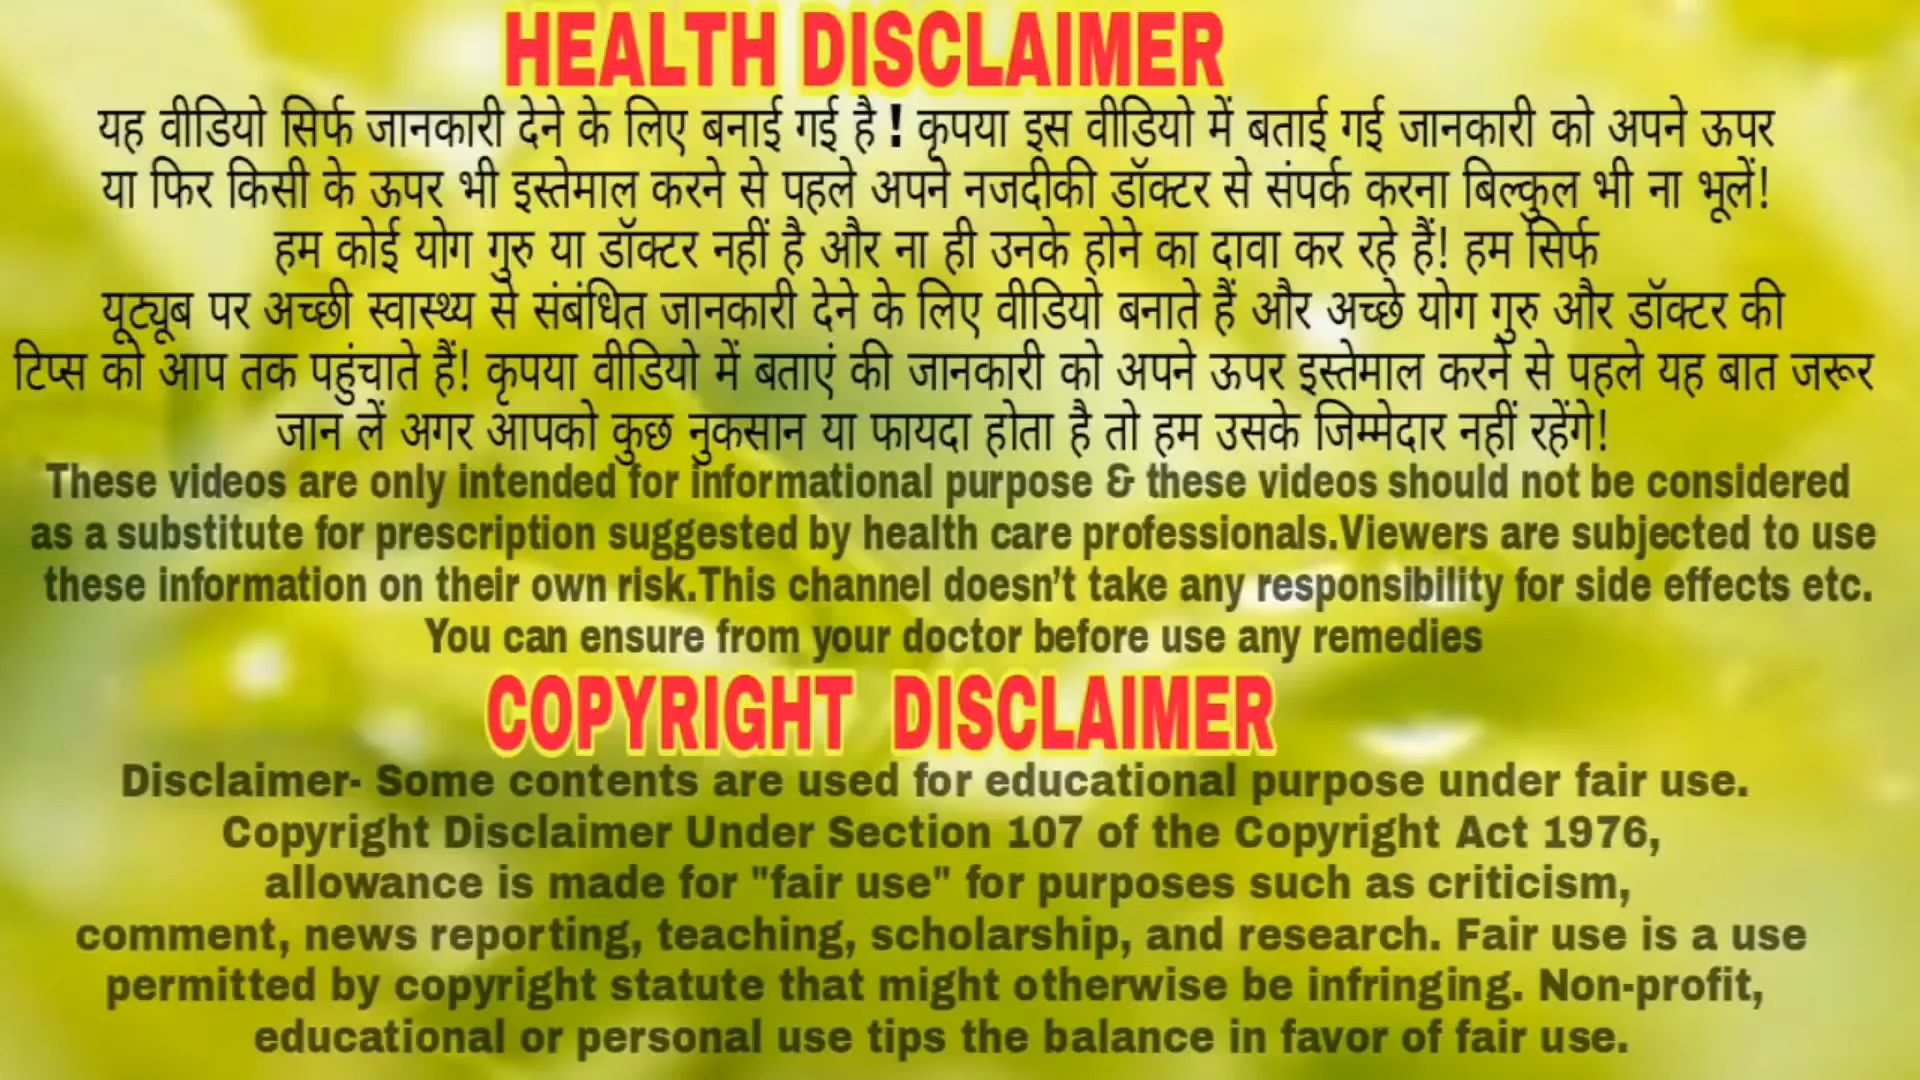 HEALTH DISCLAIMER
यह वीडियो सिर्फ जानकारी देने के लिए बनाई गई है ! कृपया इस वीडियो में बताई गई जानकारी को अपने ऊपर
या फिर किसी के ऊपर भी इस्तेमाल करने से पहले अपने नजदीकी डॉक्टर से संपर्क करना बिल्कुल भी ना भूलें!
हम कोई योग गुरु या डॉक्टर नहीं है और ना ही उनके होने का दावा कर रहे हैं! हम सिर्फ
यूट्यूब पर अच्छी स्वास्थ्य से संबंधित जानकारी देने के लिए वीडियो बनाते हैं और अच्छे योग गुरु और डॉक्टर की
टिप्स को आप तक पहुंचाते हैं! कृपया वीडियो में बताएं की जानकारी को अपने ऊपर इस्तेमाल करने से पहले यह बात जरूर
जान लें अगर आपको कुछ नुकसान या फायदा होता है तो हम उसके जिम्मेदार नहीं रहेंगे!
These videos are only intended for informational purpose & these videos should not be considered
as a substitute for prescription suggested by health care professionals.Viewers are subjected to use
these information on their own risk.This channel doesn’t take any responsibility for side effects etc.
You can ensure from your doctor before use any remedies
COPYRIGHT DISCLAIMER
Disclaimer- Some contents are used for educational purpose under fair use.
Copyright Disclaimer Under Section 107 of the Copyright Act 1976,
allowance is made for "fair use" for purposes such as criticism,
comment, news reporting, teaching, scholarship, and research. Fair use is a use
permitted by copyright statute that might otherwise be infringing. Non-profit,
educational or personal use tips the balance in favor of fair use.